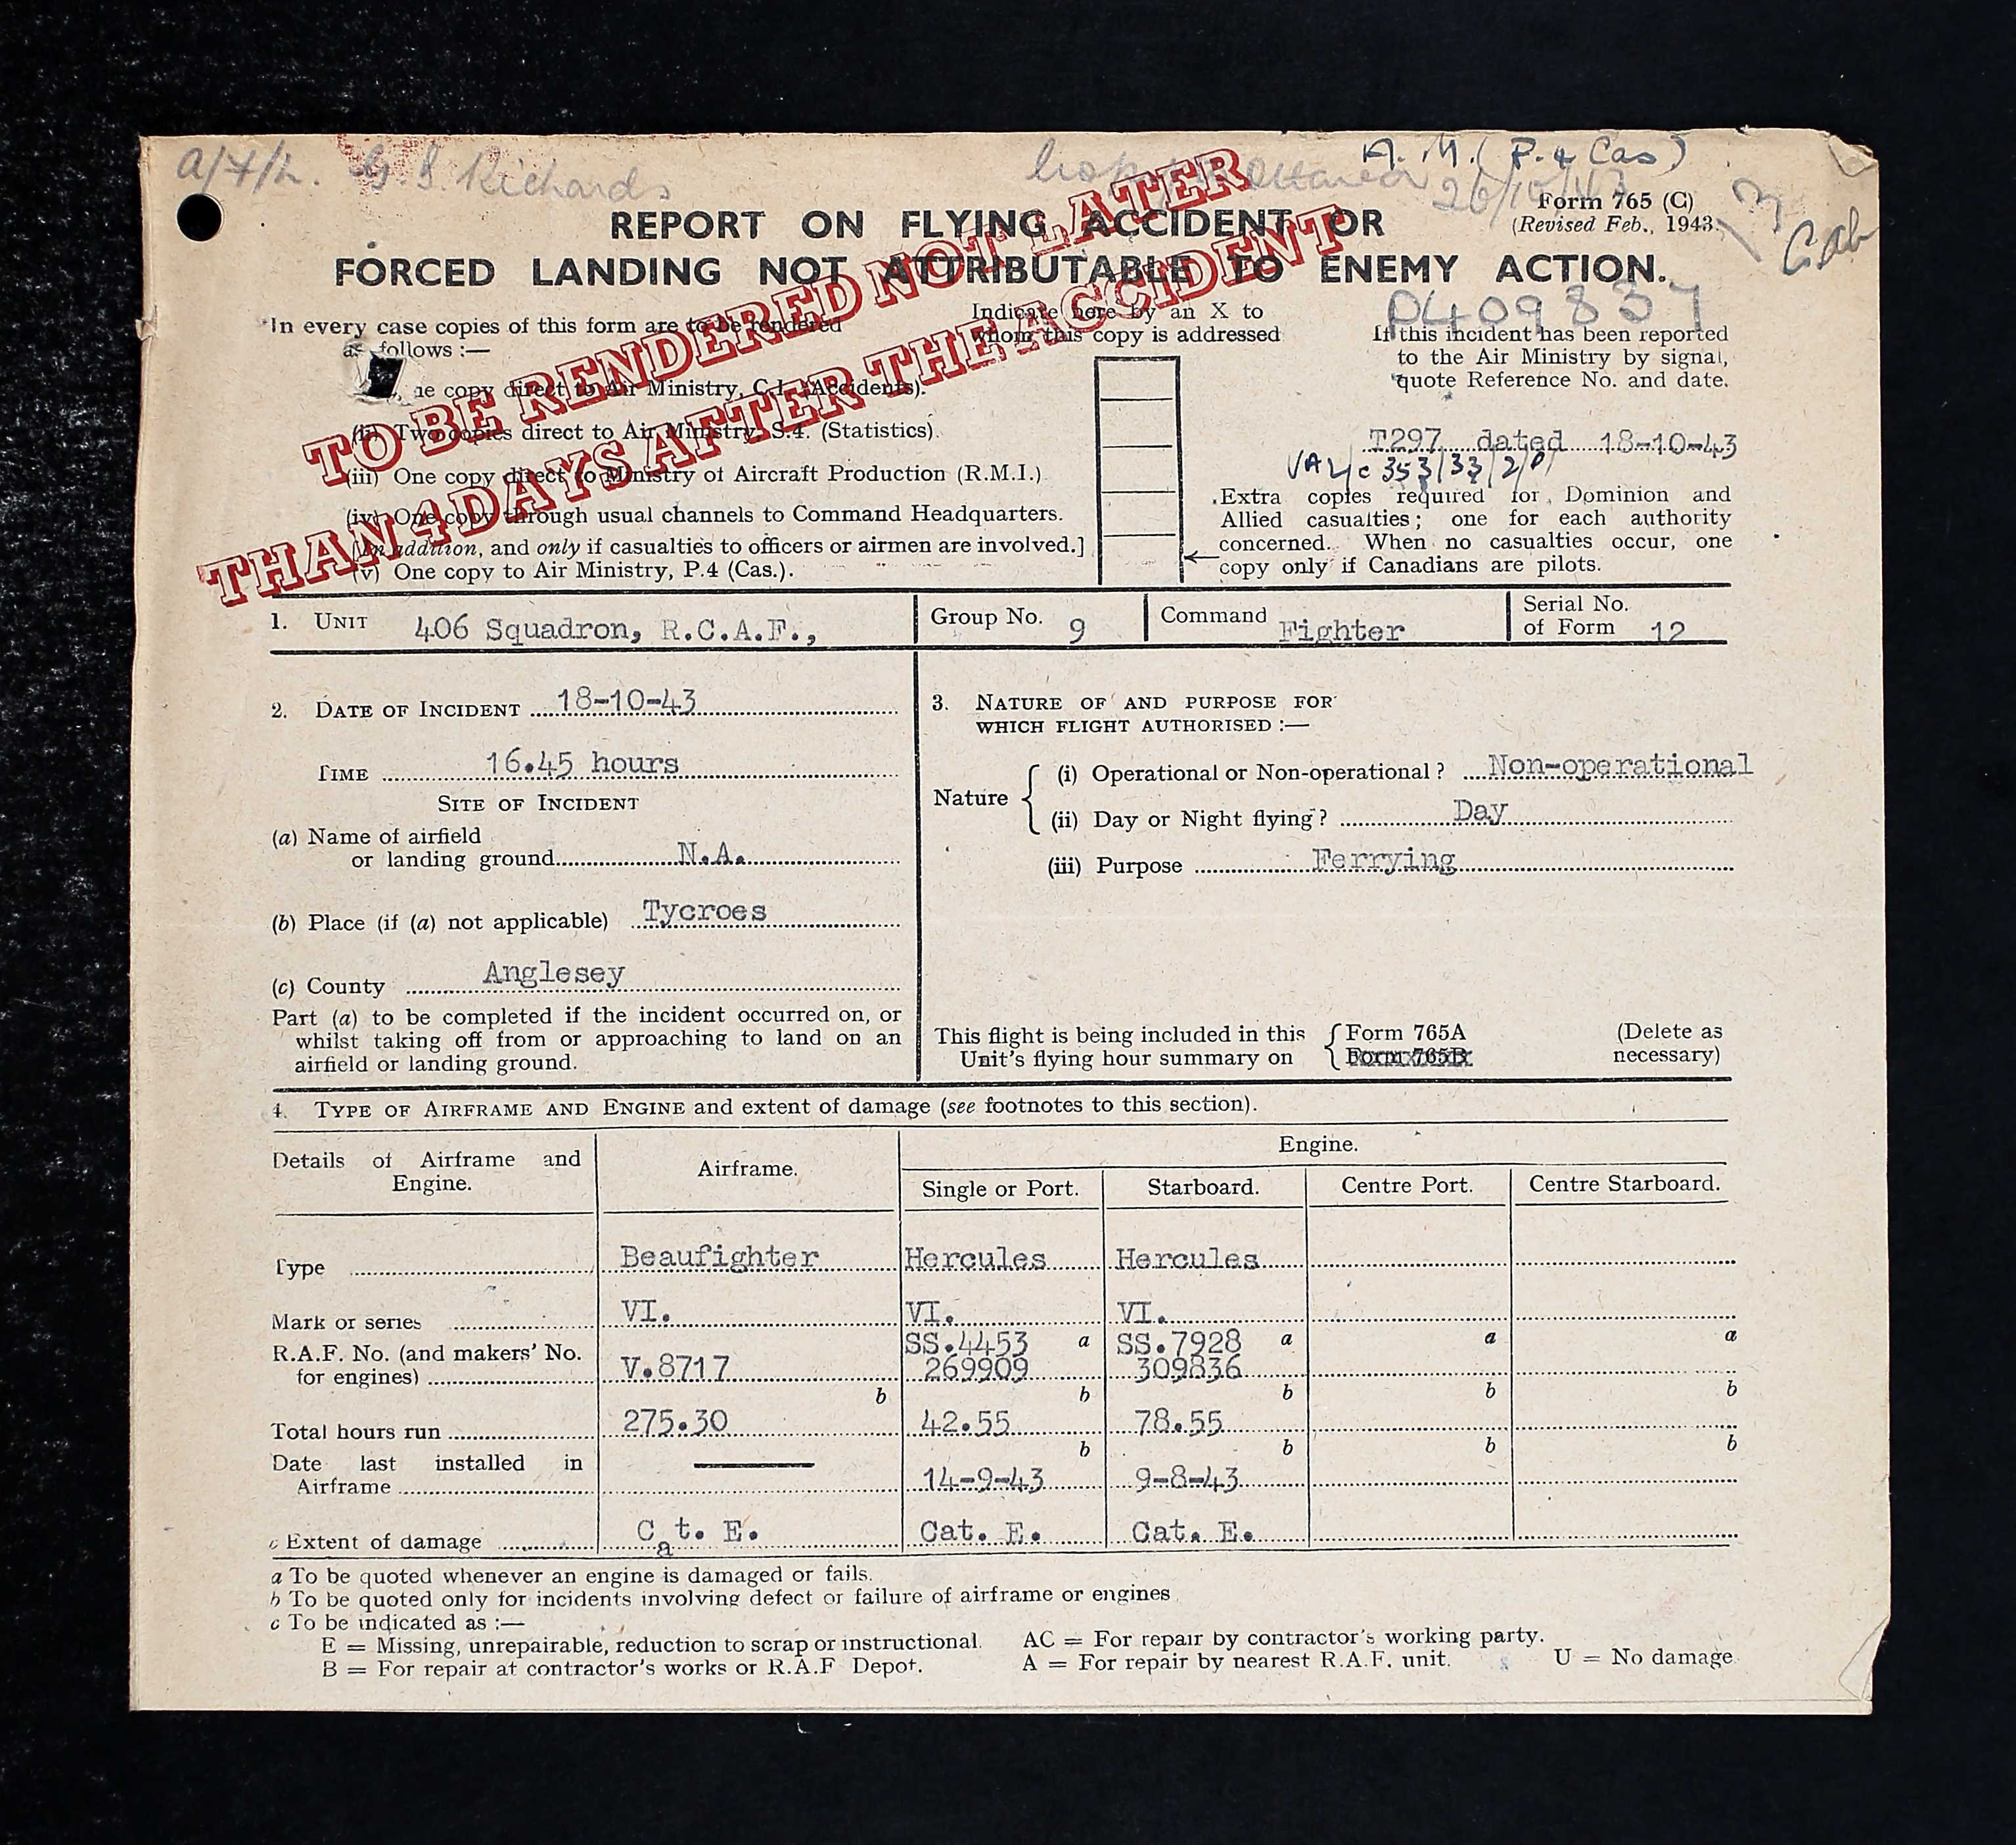 a/7/L. G. S. Richards
Ottawa
A. M. (P. 4 Cas)
Form 765 (C)
(Revised Feb., 1943.
Cab
REPORT ON FLYING ACCIDENT OR
FORCED LANDING NOT ATTRIBUTABLE TO ENEMY ACTION.
TO BE RENDERED NOT LATER
THAN 4 DAYS AFTER THE ACCIDENT
P409837
In every case copies of this form are to be rendered
as follows :—
ne copy direct to Air Ministry, C.I. (Accidents).
(ii) Two copies direct to Air Ministry, S.4. (Statistics).
(iii) One copy direct to Ministry of Aircraft Production (R.M.I.)
(iv) One copy through usual channels to Command Headquarters.
[In addition, and only if casualties to officers or airmen are involved.]
(v) One copy to Air Ministry, P.4 (Cas.).
Indicate here by an X to
whom this copy is addressed
If this incident has been reported
to the Air Ministry by signal,
quote Reference No. and date.
T297 dated 18-10-43
Extra copies required for Dominion and
Allied casualties; one for each authority
concerned. When no casualties occur, one
copy only if Canadians are pilots.
1. UNIT 406 Squadron, R.C.A.F., Group No. 9 Command Fighter Serial No. of Form 12
2. DATE OF INCIDENT 18-10-43
TIME 16.45 hours
SITE OF INCIDENT
(a) Name of airfield
or landing ground N.A.
(b) Place (if (a) not applicable) Tycroes
(c) County Anglesey
Part (a) to be completed if the incident occurred on, or
whilst taking off from or approaching to land on an
airfield or landing ground.
3. NATURE OF AND PURPOSE FOR
WHICH FLIGHT AUTHORISED :—
Nature
(i) Operational or Non-operational? Non-operational
(ii) Day or Night flying? Day
(iii) Purpose Ferrying
This flight is being included in this Form 765A (Delete as
Unit's flying hour summary on Form 765B necessary)
4. TYPE OF AIRFRAME AND ENGINE and extent of damage (see footnotes to this section).
Details of Airframe and Engine. Airframe. Engine.
Single or Port. Starboard. Centre Port. Centre Starboard.
Type Beaufighter Hercules Hercules
Mark or series VI. VI. VI.
SS.4453 a SS.7928 a a a
R.A.F. No. (and makers' No.
for engines) V.8717 269909 309836
b b b b b
Total hours run 275.30 42.55 78.55
b b b b
Date last installed in
Airframe 14-9-43 9-8-43
c Extent of damage Cat. E. Cat. E. Cat. E.
a To be quoted whenever an engine is damaged or fails.
b To be quoted only for incidents involving defect or failure of airframe or engines
c To be indicated as :—
E = Missing, unrepairable, reduction to scrap or instructional. AC = For repair by contractor's working party.
B = For repair at contractor's works or R.A.F Depot. A = For repair by nearest R.A.F. unit. U = No damage